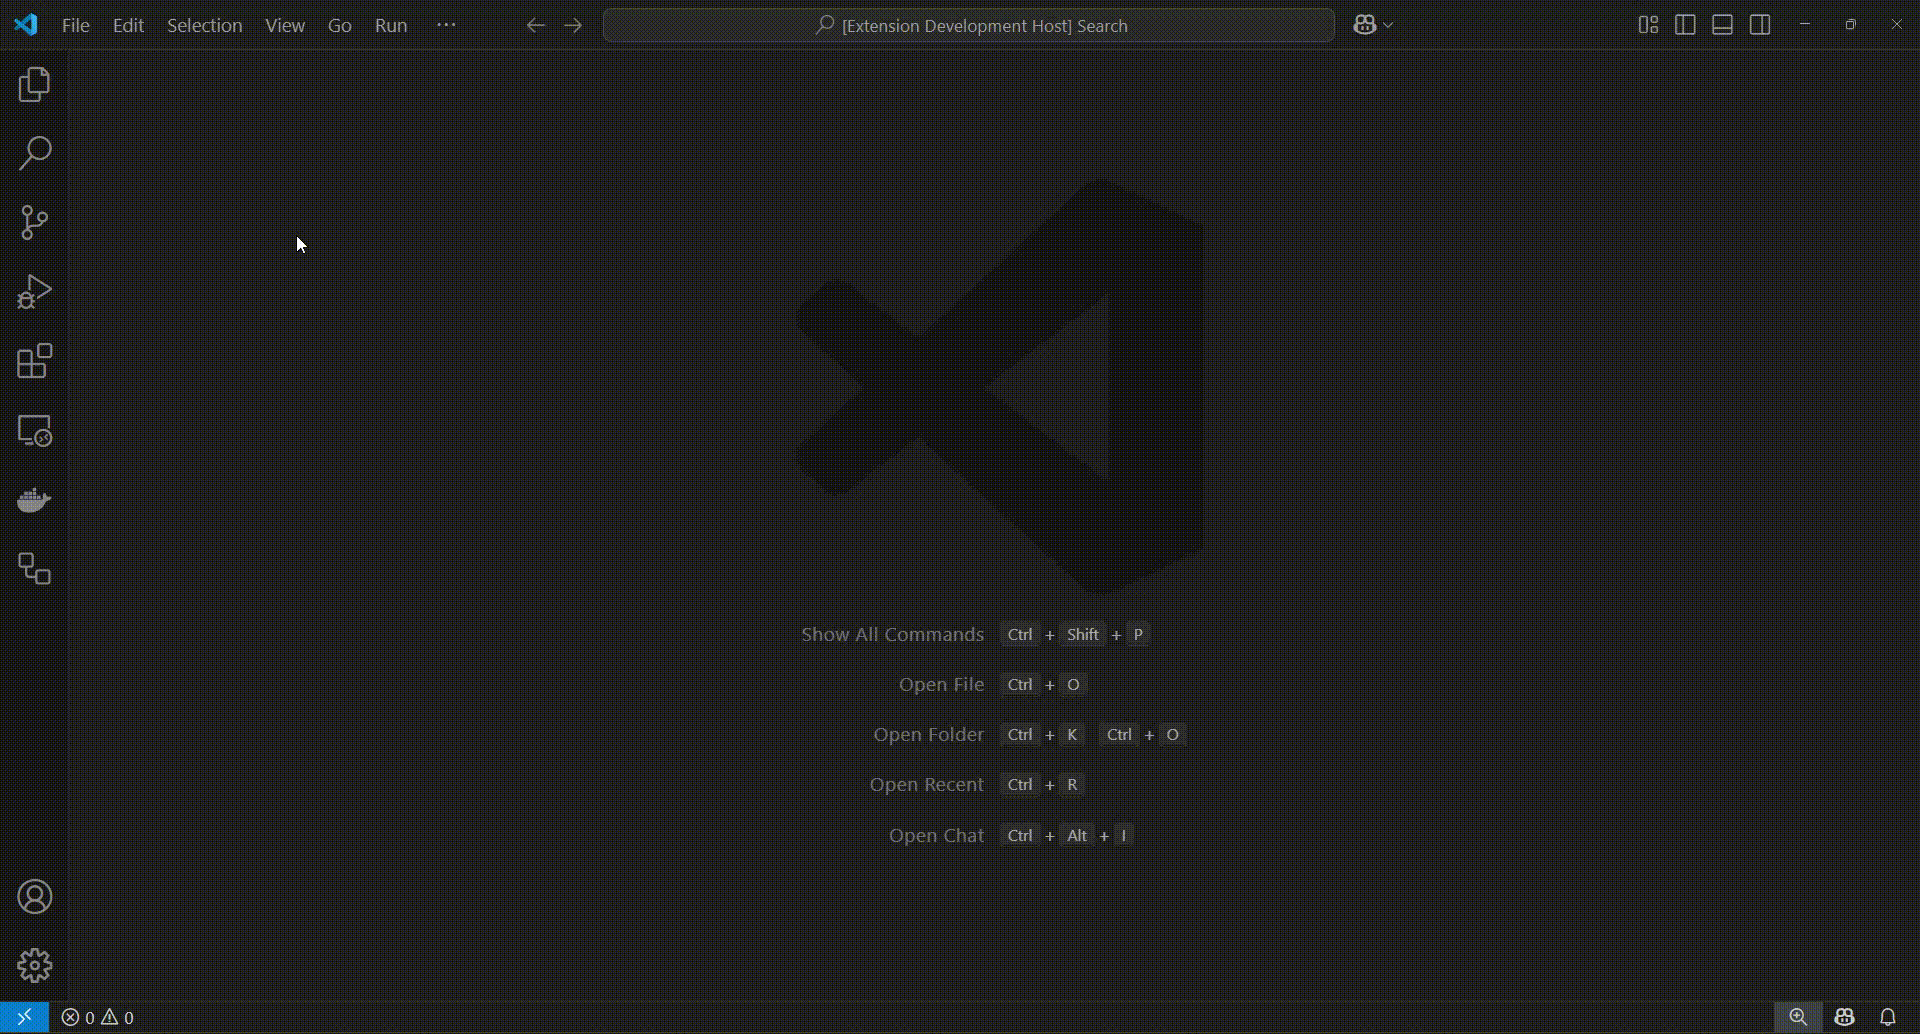 File Edit Selection View Go Run ···
[Extension Development Host] Search
Show All Commands Ctrl + Shift + P
Open File Ctrl + O
Open Folder Ctrl + K Ctrl + O
Open Recent Ctrl + R
Open Chat Ctrl + Alt + I
0 0